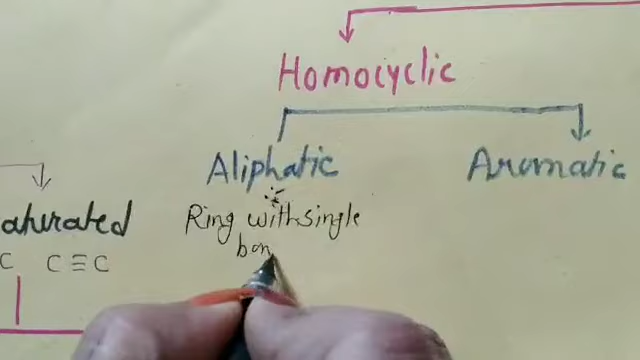 Homocyclic
Aliphatic Aromatic
Ring with single
bon
aturated
C C≡C